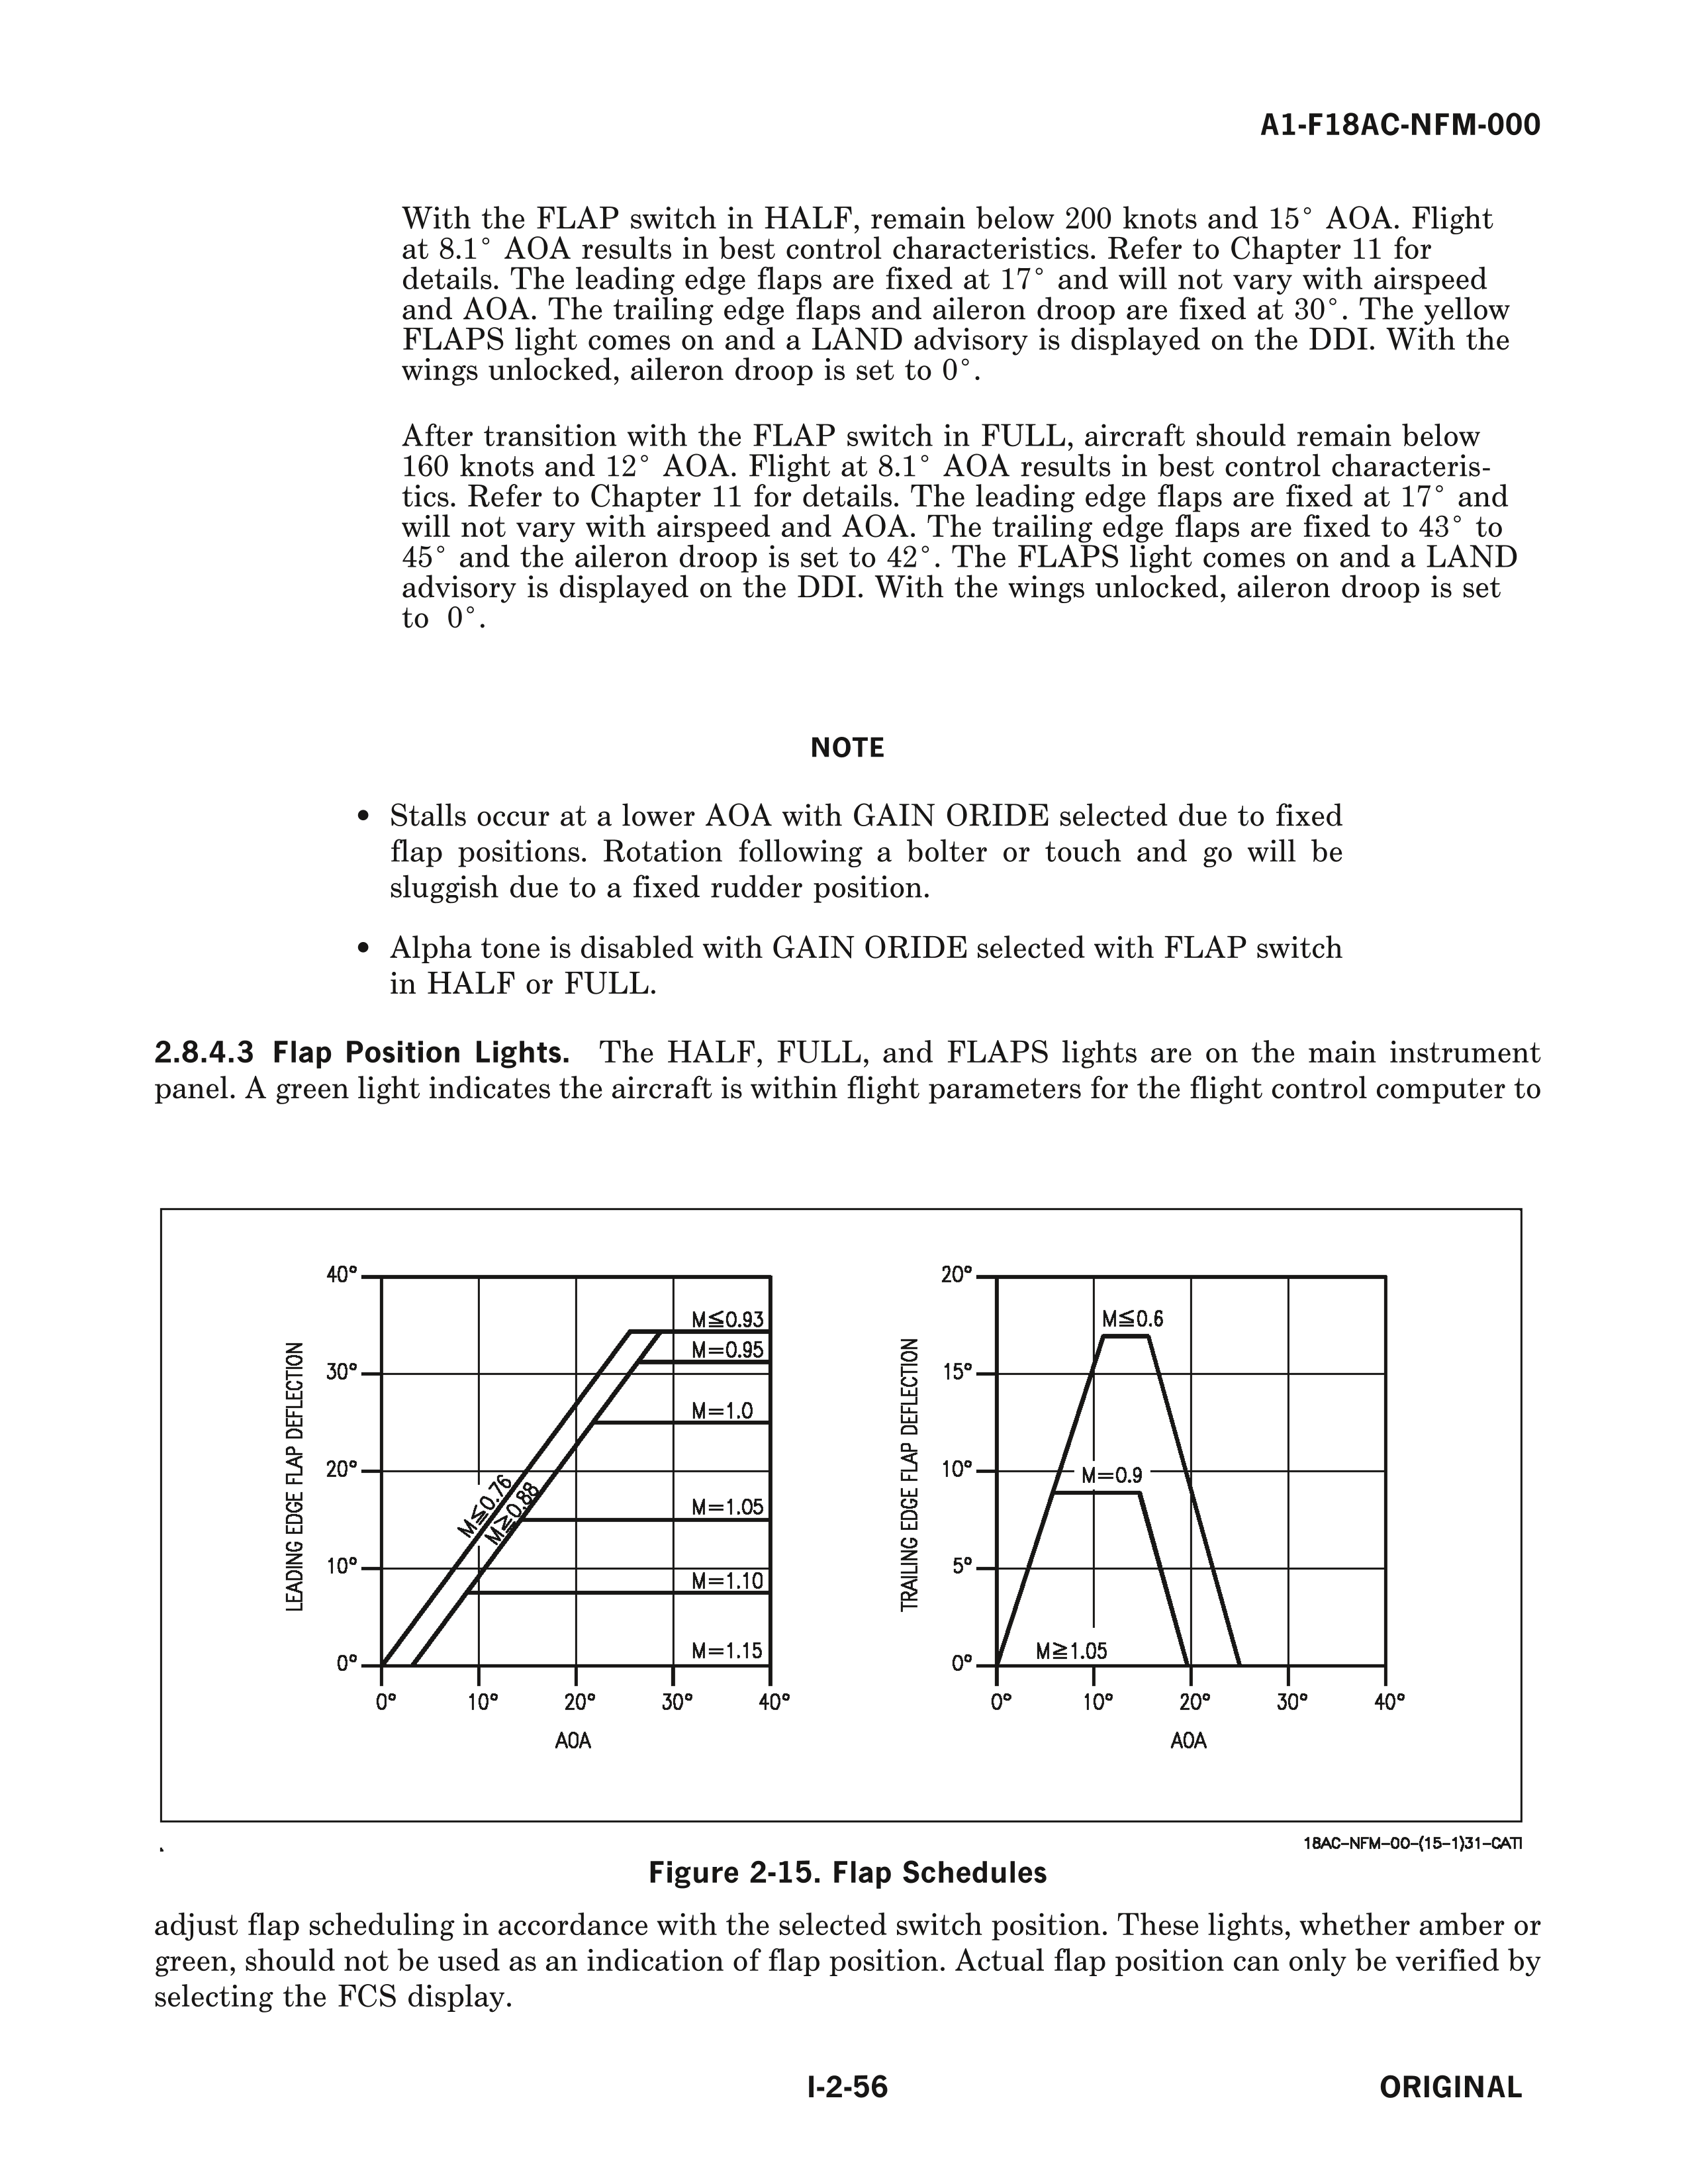 A1-F18AC-NFM-000
With the FLAP switch in HALF, remain below 200 knots and 15° AOA. Flight
at 8.1° AOA results in best control characteristics. Refer to Chapter 11 for
details. The leading edge flaps are fixed at 17° and will not vary with airspeed
and AOA. The trailing edge flaps and aileron droop are fixed at 30°. The yellow
FLAPS light comes on and a LAND advisory is displayed on the DDI. With the
wings unlocked, aileron droop is set to 0°.
After transition with the FLAP switch in FULL, aircraft should remain below
160 knots and 12° AOA. Flight at 8.1° AOA results in best control characteris-
tics. Refer to Chapter 11 for details. The leading edge flaps are fixed at 17° and
will not vary with airspeed and AOA. The trailing edge flaps are fixed to 43° to
45° and the aileron droop is set to 42°. The FLAPS light comes on and a LAND
advisory is displayed on the DDI. With the wings unlocked, aileron droop is set
to 0°.
NOTE
• Stalls occur at a lower AOA with GAIN ORIDE selected due to fixed
flap positions. Rotation following a bolter or touch and go will be
sluggish due to a fixed rudder position.
• Alpha tone is disabled with GAIN ORIDE selected with FLAP switch
in HALF or FULL.
2.8.4.3 Flap Position Lights. The HALF, FULL, and FLAPS lights are on the main instrument
panel. A green light indicates the aircraft is within flight parameters for the flight control computer to
LEADING EDGE FLAP DEFLECTION
40°
30°
20°
10°
0°
M≦0.93
M=0.95
M=1.0
M≦0.76
M≧0.88
M=1.05
M=1.10
M=1.15
0°
10°
20°
30°
40°
AOA
TRAILING EDGE FLAP DEFLECTION
20°
15°
10°
5°
0°
M≦0.6
M=0.9
M≧1.05
0°
10°
20°
30°
40°
AOA
18AC-NFM-00-(15-1)31-CATI
Figure 2-15. Flap Schedules
adjust flap scheduling in accordance with the selected switch position. These lights, whether amber or
green, should not be used as an indication of flap position. Actual flap position can only be verified by
selecting the FCS display.
I-2-56
ORIGINAL